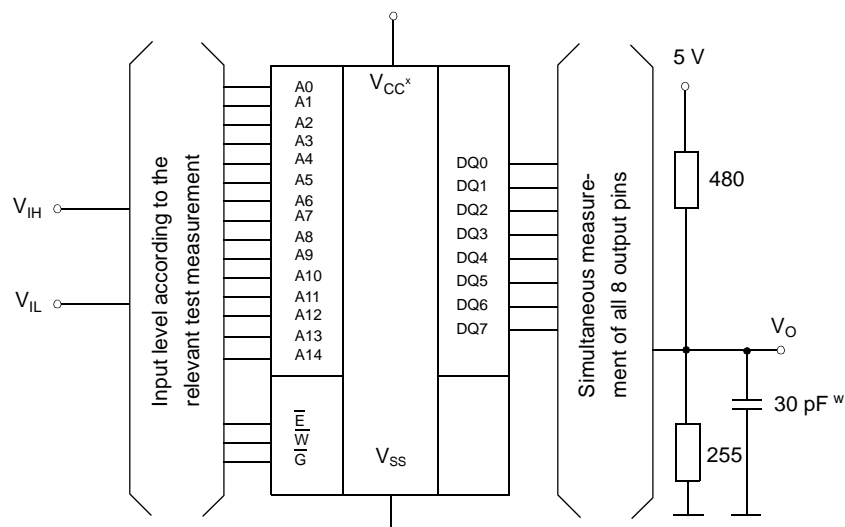 V_IH
V_IL
Input level according to the
relevant test measurement
A0
A1
A2
A3
A4
A5
A6
A7
A8
A9
A10
A11
A12
A13
A14
E̅
W̅
G̅
V_CC^x
V_SS
DQ0
DQ1
DQ2
DQ3
DQ4
DQ5
DQ6
DQ7
Simultaneous measure-
ment of all 8 output pins
5 V
480
V_O
30 pF ^w
255